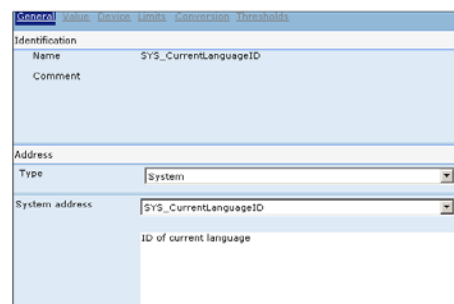 General Value Device Limits Conversion Thresholds
Identification
Name SYS_CurrentLanguageID
Comment
Address
Type System
System address SYS_CurrentLanguageID
ID of current language